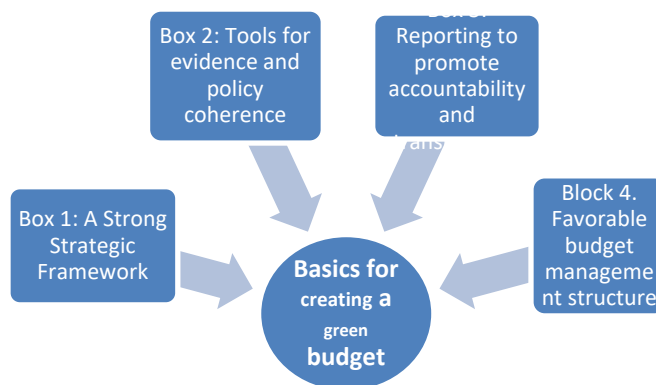 Box 2: Tools for
evidence and
policy
coherence
Reporting to
promote
accountability
and
Box 1: A Strong
Strategic
Framework
Block 4.
Favorable
budget
manageme
nt structure
Basics for
creating a
green
budget